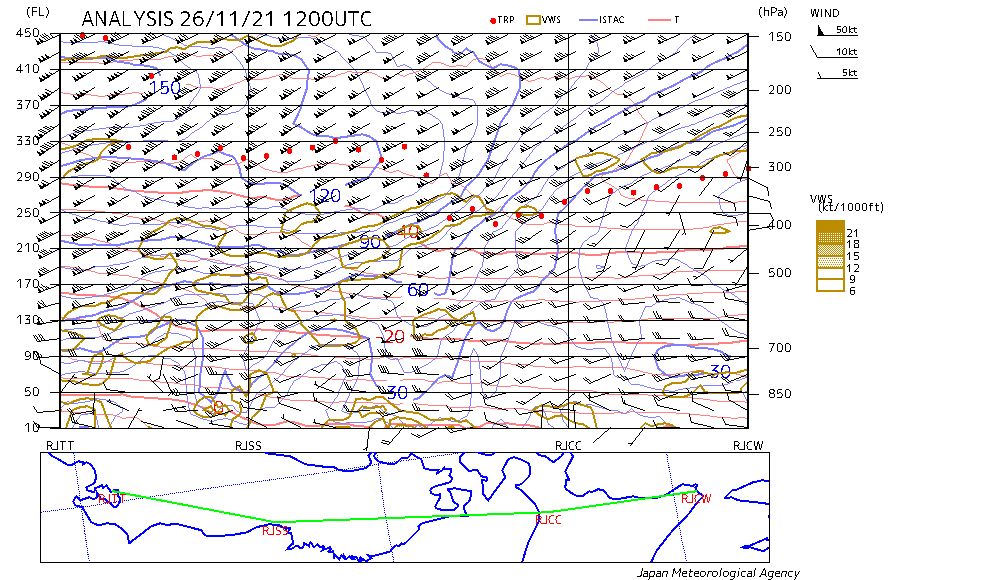 (FL) ANALYSIS 26/11/21 1200UTC TRP VWS ISTAC T (hPa) WIND
450 150 50kt
410 10kt
150 200 5kt
370
330 250
290 300
120 VWS
250 (kt/1000ft)
90 400
210 21
18
15
170 60 500 12
9
130 6
20
90 700
30
50 30 850
10
RJTT RJSS RJCC RJCW
RJTT RJCW
RJSS RJCC
Japan Meteorological Agency